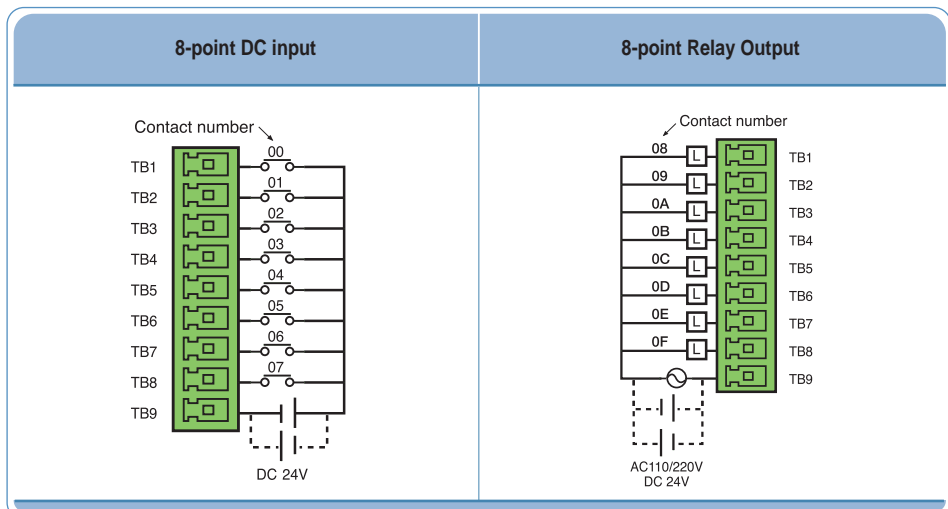 8-point DC input
8-point Relay Output
Contact number
00
TB1
01
TB2
02
TB3
03
TB4
04
TB5
05
TB6
06
TB7
07
TB8
TB9
DC 24V
Contact number
08
L
TB1
09
L
TB2
0A
L
TB3
0B
L
TB4
0C
L
TB5
0D
L
TB6
0E
L
TB7
0F
L
TB8
TB9
AC110/220V
DC 24V